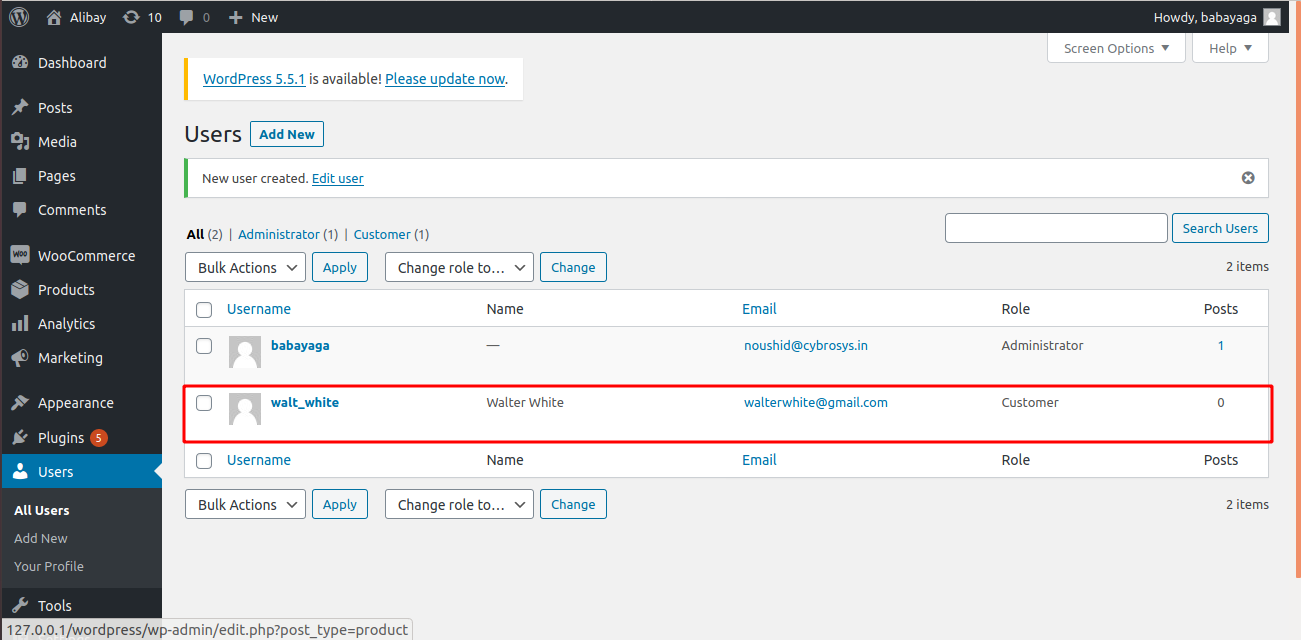 Alibay 10 0 + New Howdy, babayaga
Screen Options Help
Dashboard
Posts
Media
Pages
Comments
WOO WooCommerce
Products
Analytics
Marketing
Appearance
Plugins 5
Users
All Users
Add New
Your Profile
Tools
WordPress 5.5.1 is available! Please update now.
Users Add New
New user created. Edit user
All (2) | Administrator (1) | Customer (1)
Search Users
Bulk Actions Apply Change role to... Change 2 items
Username Name Email Role Posts
babayaga — noushid@cybrosys.in Administrator 1
walt_white Walter White walterwhite@gmail.com Customer 0
Username Name Email Role Posts
Bulk Actions Apply Change role to... Change 2 items
127.0.0.1/wordpress/wp-admin/edit.php?post_type=product